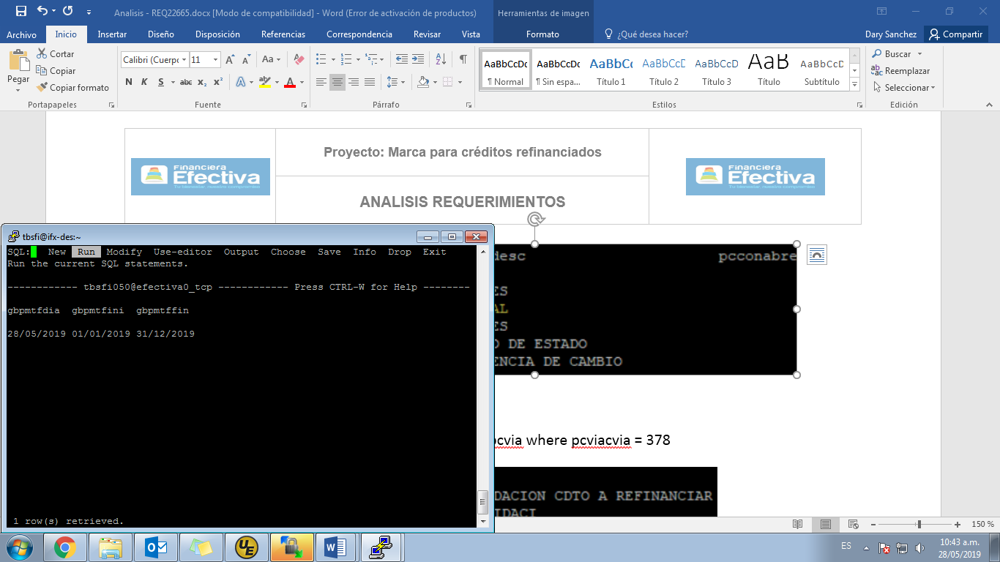 Analisis - REQ22665.docx [Modo de compatibilidad] - Word (Error de activación de productos)
Herramientas de imagen
Archivo Inicio Insertar Diseño Disposición Referencias Correspondencia Revisar Vista Formato ¿Qué desea hacer? Dary Sanchez Compartir
Pegar
Cortar
Copiar
Copiar formato
Portapapeles
Calibri (Cuerpo 11
N K S abc x₂ x²
Fuente
Párrafo
AaBbCcDc AaBbCcDc AaBbCc AaBbCcD AaBbCcD AaB AaBbCcD
¶ Normal ¶ Sin espa... Título 1 Título 2 Título 3 Título Subtítulo
Estilos
Buscar
Reemplazar
Seleccionar
Edición
Financiera
Efectiva
Tu bienestar, nuestro compromiso
Proyecto: Marca para créditos refinanciados
ANALISIS REQUERIMIENTOS
Financiera
Efectiva
Tu bienestar, nuestro compromiso
tbsfi@ifx-des:~
SQL: New Run Modify Use-editor Output Choose Save Info Drop Exit
Run the current SQL statements.
------------ tbsfi050@efectiva0_tcp ------------ Press CTRL-W for Help --------
gbpmtfdia gbpmtfini gbpmtffin
28/05/2019 01/01/2019 31/12/2019
1 row(s) retrieved.
desc pcconabre
ES
AL
ES
O DE ESTADO
ENCIA DE CAMBIO
pcvia where pcviacvia = 378
DACION CDTO A REFINANCIAR
IDACI
150 %
ES
10:43 a.m.
28/05/2019